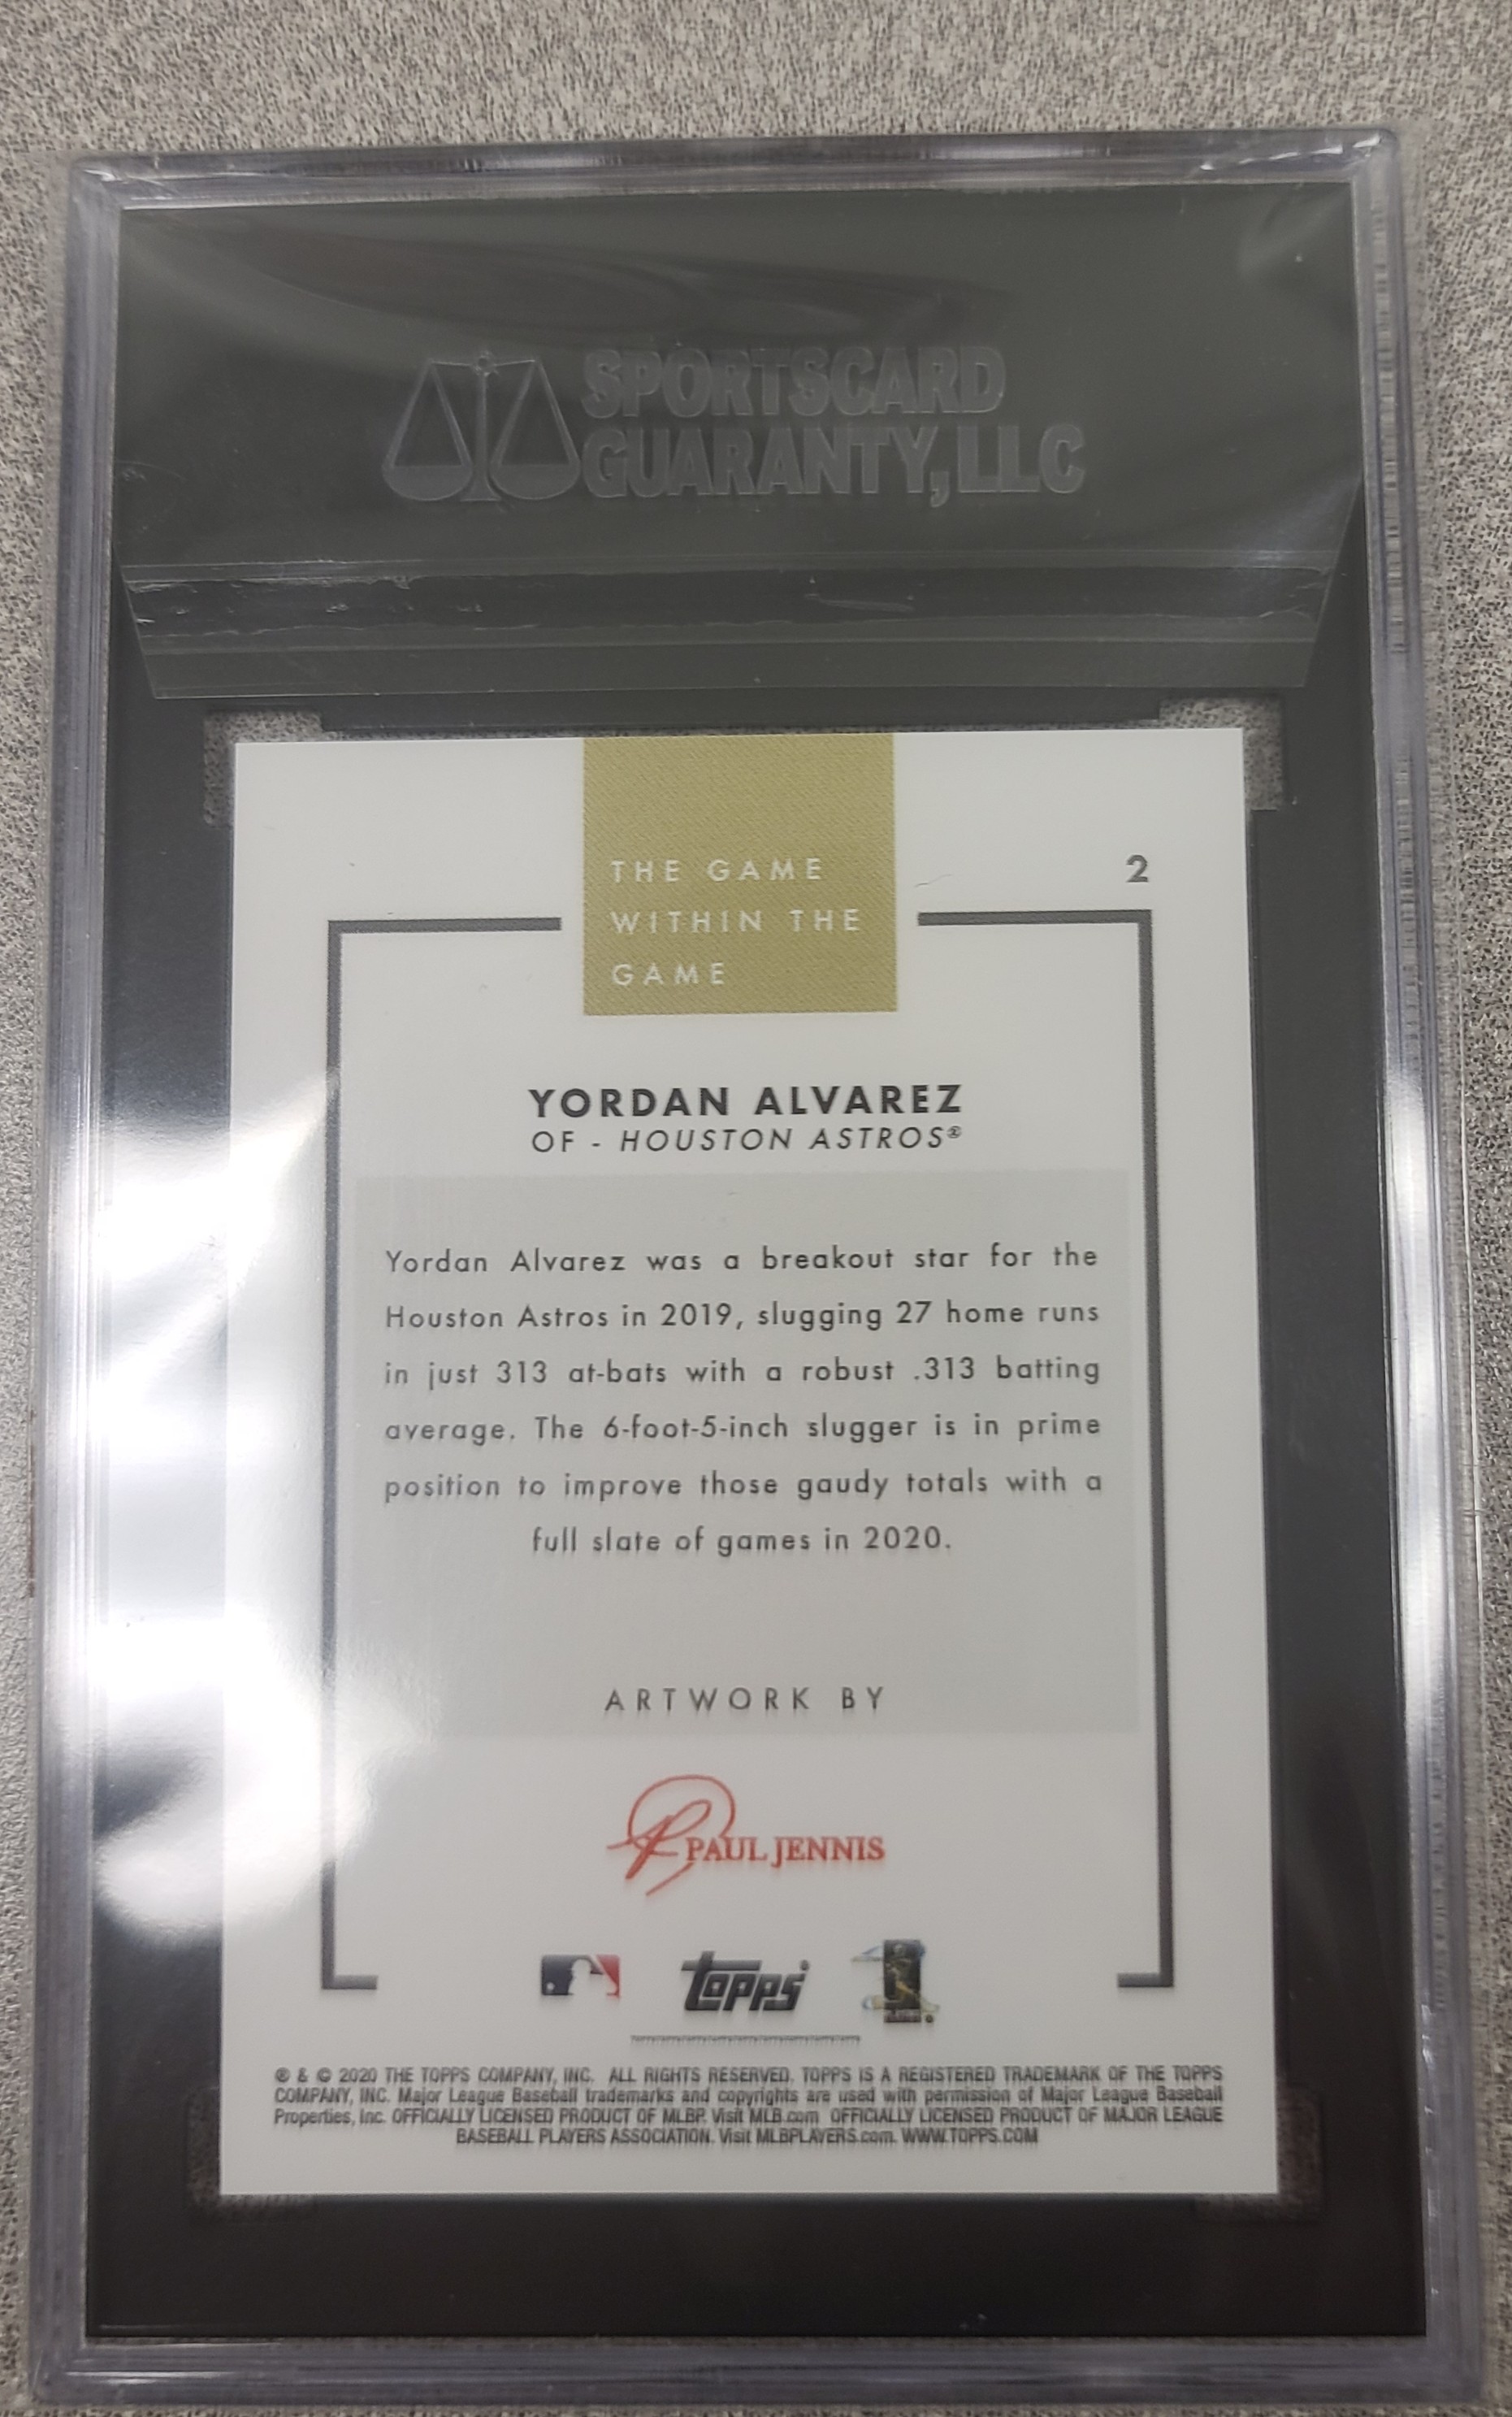 SPORTSCARD
GUARANTY, LLC
THE GAME
WITHIN THE
GAME
2
YORDAN ALVAREZ
OF - HOUSTON ASTROS®
Yordan Alvarez was a breakout star for the
Houston Astros in 2019, slugging 27 home runs
in just 313 at-bats with a robust .313 batting
average. The 6-foot-5-inch slugger is in prime
position to improve those gaudy totals with a
full slate of games in 2020.
ARTWORK BY
PAUL JENNIS
topps
® & © 2020 THE TOPPS COMPANY, INC. ALL RIGHTS RESERVED. TOPPS IS A REGISTERED TRADEMARK OF THE TOPPS
COMPANY, INC. Major League Baseball trademarks and copyrights are used with permission of Major League Baseball
Properties, Inc. OFFICIALLY LICENSED PRODUCT OF MLBP. Visit MLB.com OFFICIALLY LICENSED PRODUCT OF MAJOR LEAGUE
BASEBALL PLAYERS ASSOCIATION. Visit MLBPLAYERS.com. WWW.TOPPS.COM